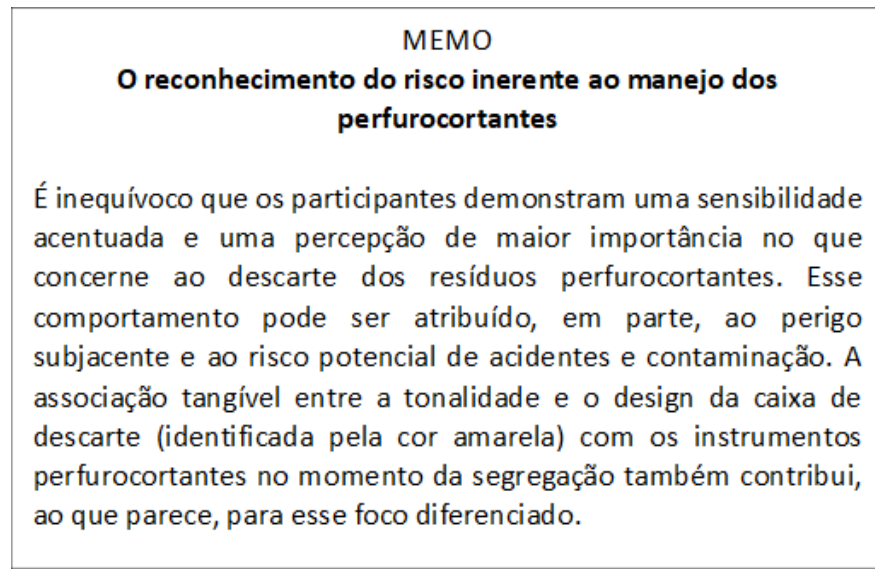 MEMO
O reconhecimento do risco inerente ao manejo dos
perfurocortantes
É inequívoco que os participantes demonstram uma sensibilidade
acentuada e uma percepção de maior importância no que
concerne ao descarte dos resíduos perfurocortantes. Esse
comportamento pode ser atribuído, em parte, ao perigo
subjacente e ao risco potencial de acidentes e contaminação. A
associação tangível entre a tonalidade e o design da caixa de
descarte (identificada pela cor amarela) com os instrumentos
perfurocortantes no momento da segregação também contribui,
ao que parece, para esse foco diferenciado.